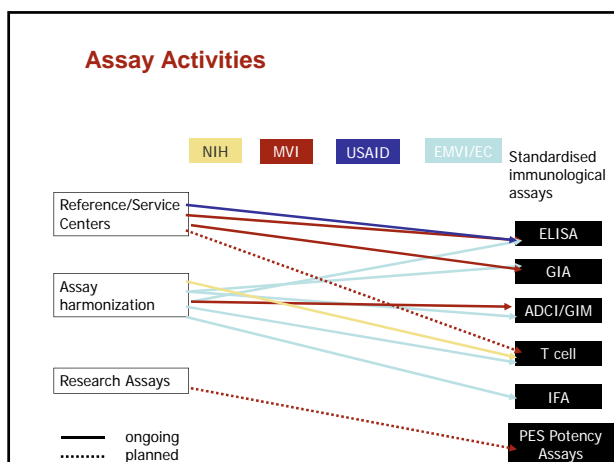 Assay Activities
NIH
MVI
USAID
EMVI/EC
Standardised
immunological
assays
Reference/Service
Centers
Assay
harmonization
Research Assays
ELISA
GIA
ADCI/GIM
T cell
IFA
PES Potency
Assays
ongoing
planned